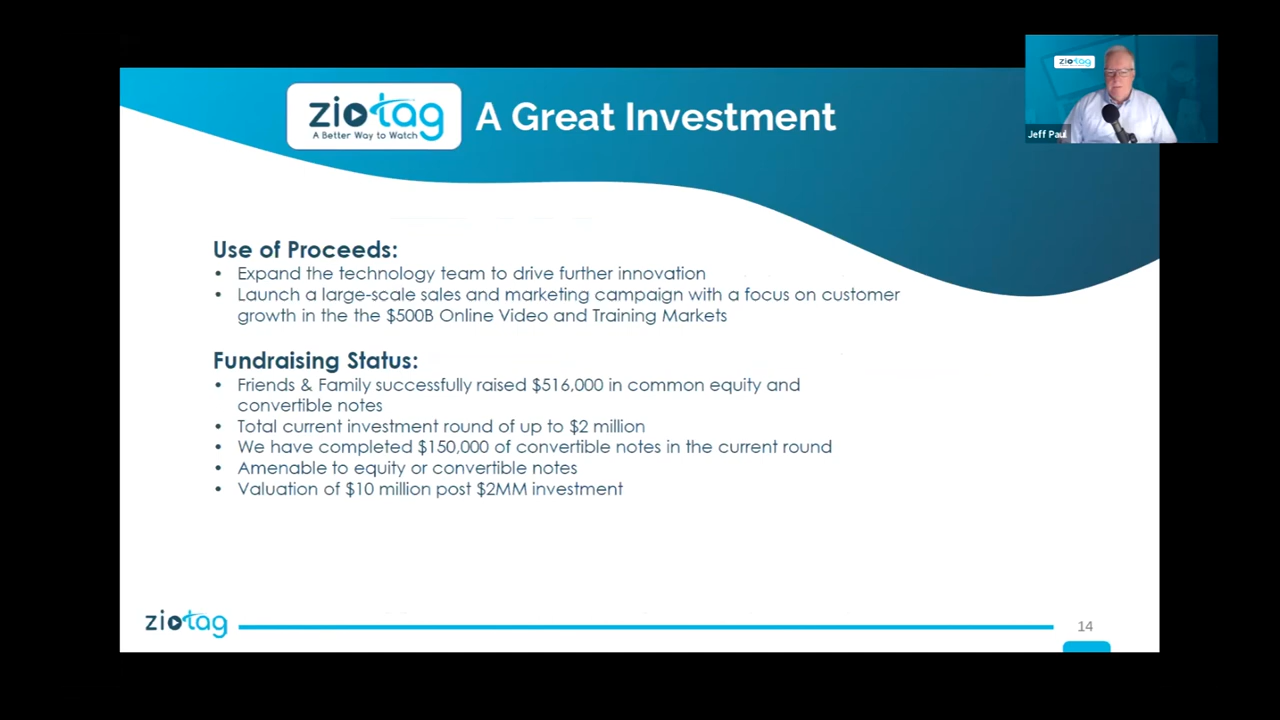 ziotag
A Better Way to Watch
A Great Investment
ziotag
Jeff Paul
Use of Proceeds:
• Expand the technology team to drive further innovation
• Launch a large-scale sales and marketing campaign with a focus on customer
growth in the the $500B Online Video and Training Markets
Fundraising Status:
• Friends & Family successfully raised $516,000 in common equity and
convertible notes
• Total current investment round of up to $2 million
• We have completed $150,000 of convertible notes in the current round
• Amenable to equity or convertible notes
• Valuation of $10 million post $2MM investment
ziotag
14